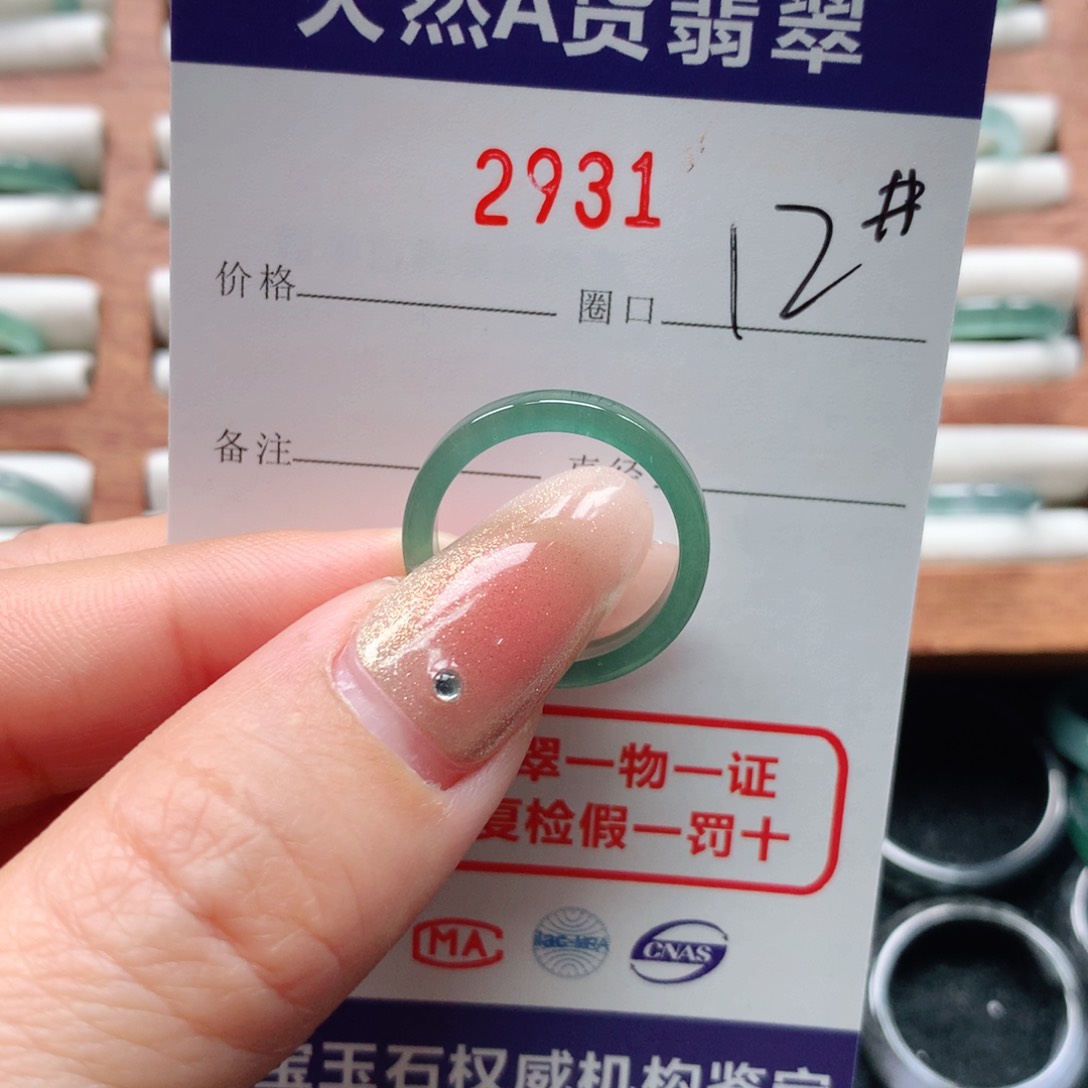 天然A货翡翠
2931
价格 圈口 12#
备注
翠一物一证
复检假一罚十
MA ilac-MRA CNAS
宝玉石权威机构鉴定